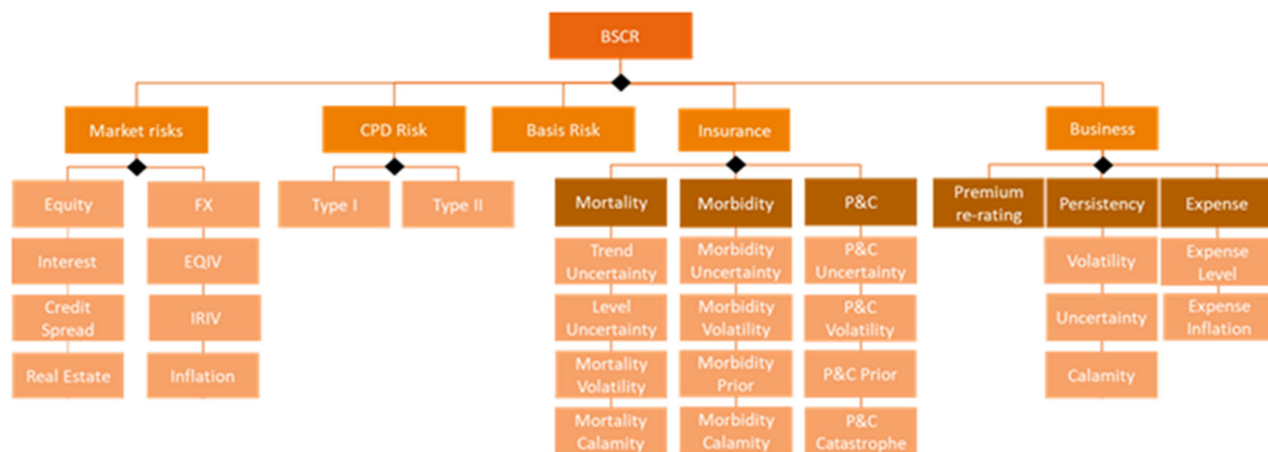 BSCR
Market risks
CPD Risk
Basis Risk
Insurance
Business
Equity
FX
Type I
Type II
Mortality
Morbidity
P&C
Premium
re-rating
Persistency
Expense
Interest
EQIV
Trend
Uncertainty
Morbidity
Uncertainty
P&C
Uncertainty
Volatility
Expense
Level
Credit
Spread
IRIV
Level
Uncertainty
Morbidity
Volatility
P&C
Volatility
Uncertainty
Expense
Inflation
Real Estate
Inflation
Mortality
Volatility
Morbidity
Prior
P&C Prior
Calamity
Mortality
Calamity
Morbidity
Calamity
P&C
Catastrophe